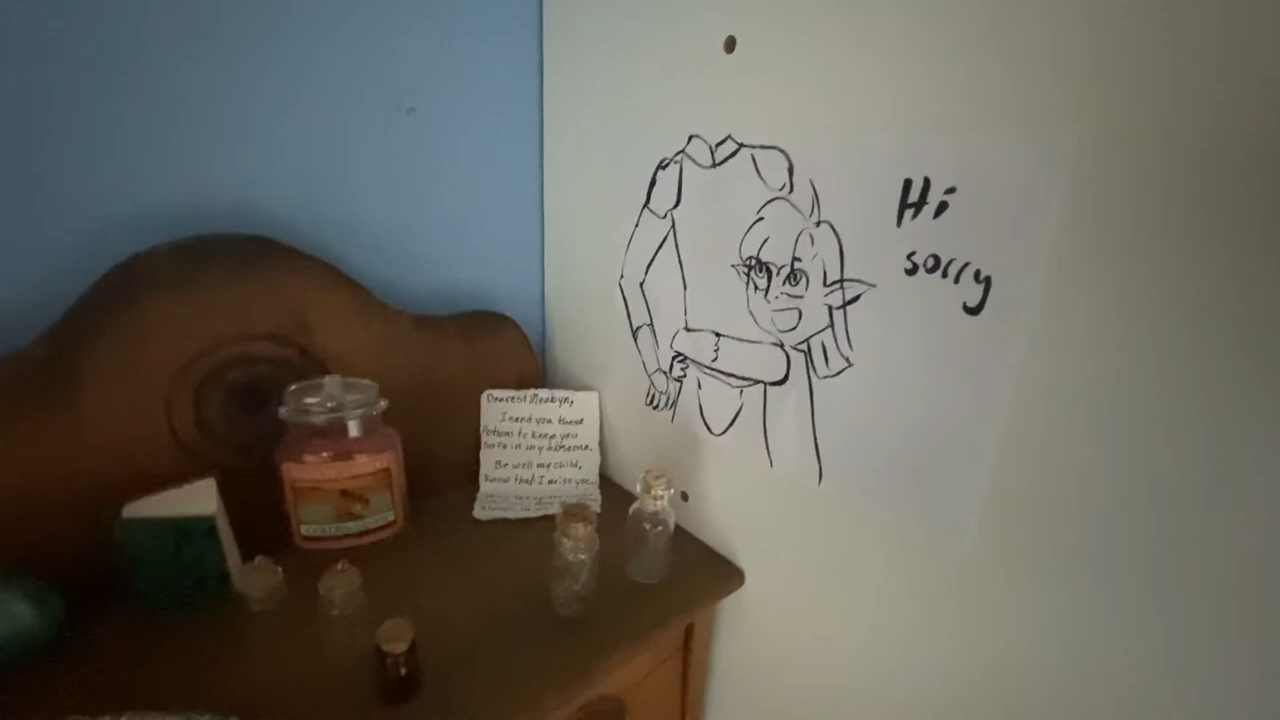 Hi
sorry
Dearest Menbyn,
I send you these
Potions to keep you
safe in my absence.
Be well my child,
Know that I miss you.